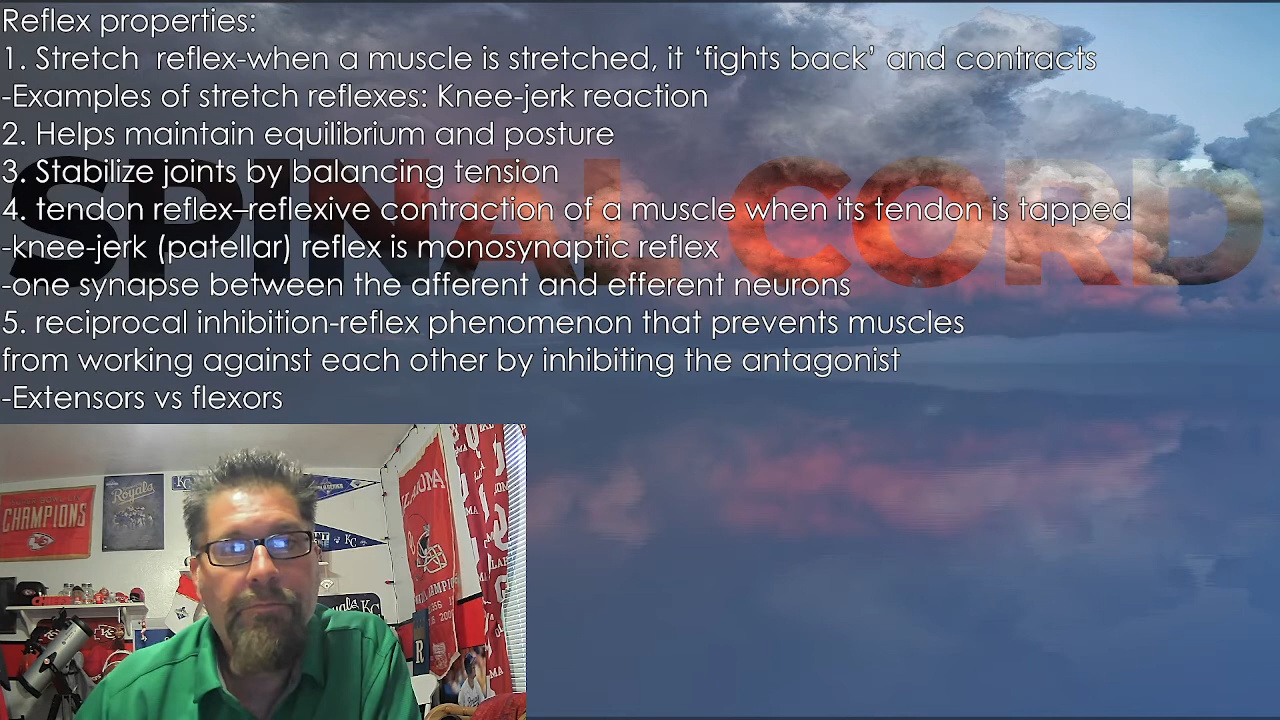 Reflex properties:
1. Stretch  reflex-when a muscle is stretched, it ‘fights back’ and contracts
-Examples of stretch reflexes: Knee-jerk reaction
2. Helps maintain equilibrium and posture
SPINAL CORD
3. Stabilize joints by balancing tension
4. tendon reflex–reflexive contraction of a muscle when its tendon is tapped
-knee-jerk (patellar) reflex is monosynaptic reflex
-one synapse between the afferent and efferent neurons
5. reciprocal inhibition-reflex phenomenon that prevents muscles
from working against each other by inhibiting the antagonist
-Extensors vs flexors
CHAMPIONS
Royals
KC
KC
KC
R